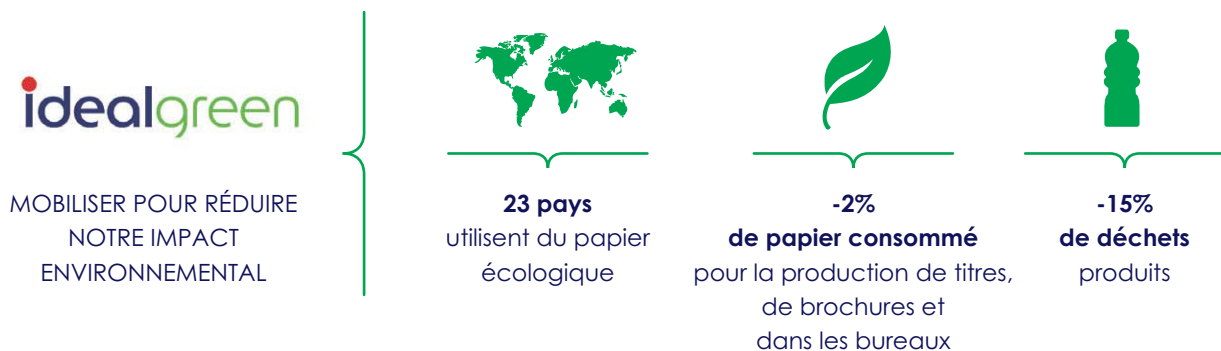 idealgreen
MOBILISER POUR RÉDUIRE
NOTRE IMPACT
ENVIRONNEMENTAL
23 pays
utilisent du papier
écologique
-2%
de papier consommé
pour la production de titres,
de brochures et
dans les bureaux
-15%
de déchets
produits